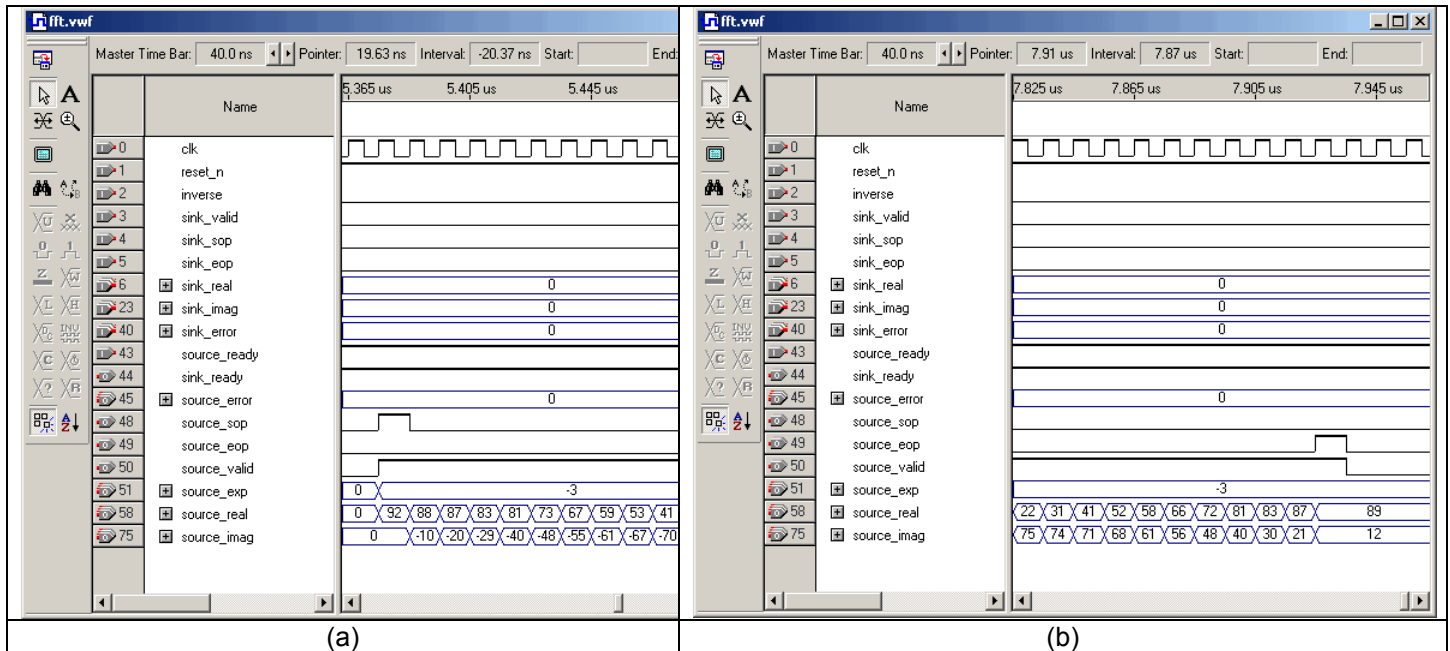 fft.vwf
Master Time Bar: 40.0 ns Pointer: 19.63 ns Interval: -20.37 ns Start: End:
A
Name
5.365 us 5.405 us 5.445 us
0 clk
1 reset_n
2 inverse
3 sink_valid
4 sink_sop
5 sink_eop
6 sink_real 0
23 sink_imag 0
40 sink_error 0
43 source_ready
44 sink_ready
45 source_error 0
48 source_sop
49 source_eop
50 source_valid
51 source_exp 0 -3
58 source_real 0 92 88 87 83 81 73 67 59 53 41
75 source_imag 0 -10 -20 -29 -40 -48 -55 -61 -67 -70
(a)
fft.vwf
Master Time Bar: 40.0 ns Pointer: 7.91 us Interval: 7.87 us Start: End:
A
Name
7.825 us 7.865 us 7.905 us 7.945 us
0 clk
1 reset_n
2 inverse
3 sink_valid
4 sink_sop
5 sink_eop
6 sink_real 0
23 sink_imag 0
40 sink_error 0
43 source_ready
44 sink_ready
45 source_error 0
48 source_sop
49 source_eop
50 source_valid
51 source_exp -3
58 source_real 22 31 41 52 58 66 72 81 83 87 89
75 source_imag 75 74 71 68 61 56 48 40 30 21 12
(b)